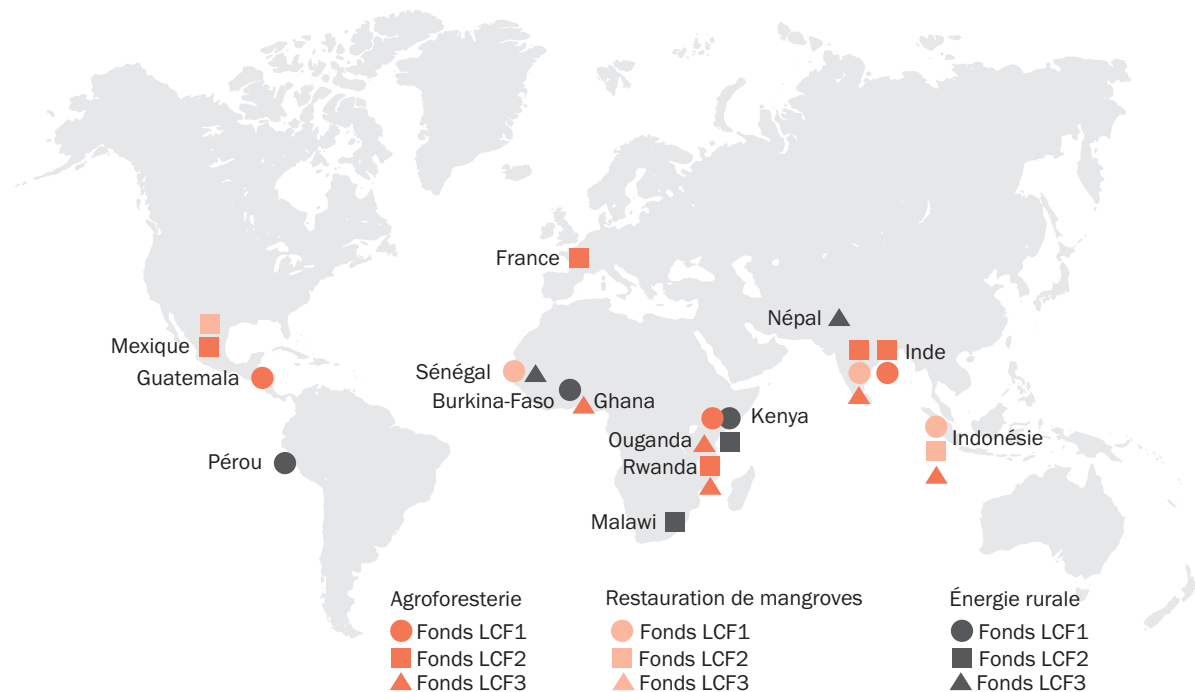 France
Népal
Mexique
Inde
Guatemala
Sénégal
Burkina-Faso
Ghana
Kenya
Ouganda
Indonésie
Pérou
Rwanda
Malawi
Agroforesterie
Fonds LCF1
Fonds LCF2
Fonds LCF3
Restauration de mangroves
Fonds LCF1
Fonds LCF2
Fonds LCF3
Énergie rurale
Fonds LCF1
Fonds LCF2
Fonds LCF3